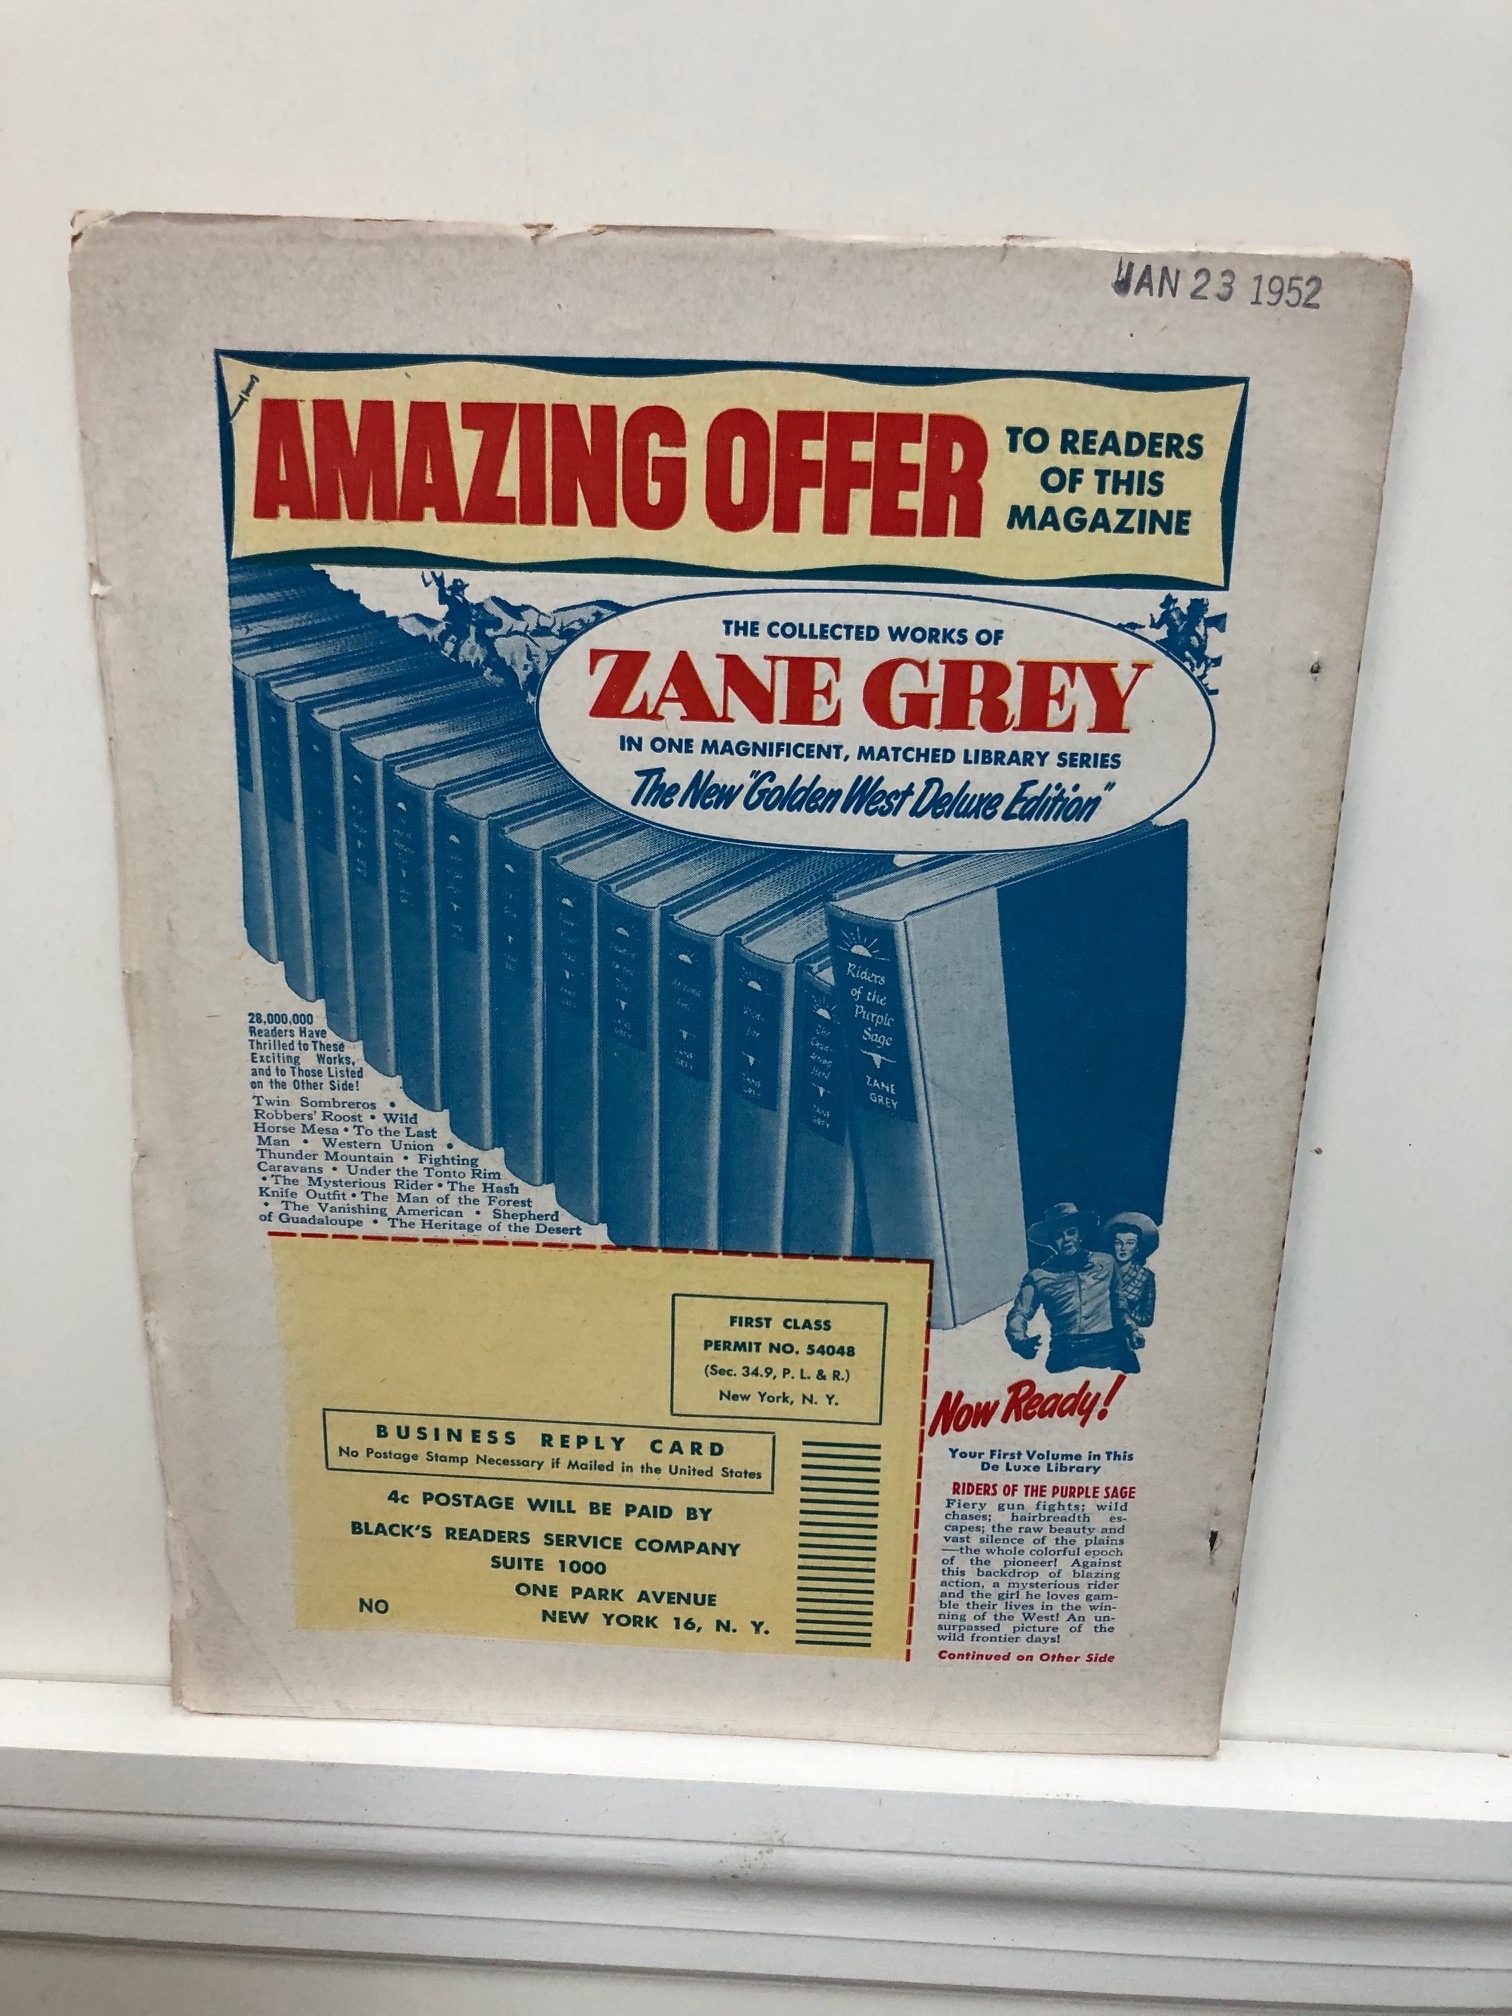 JAN 23 1952
AMAZING OFFER
TO READERS
OF THIS
MAGAZINE
THE COLLECTED WORKS OF
ZANE GREY
IN ONE MAGNIFICENT, MATCHED LIBRARY SERIES
The New "Golden West Deluxe Edition"
Riders
of the
Purple
Sage
ZANE
GREY
ZANE
GREY
ZANE
GREY
ZANE
GREY
28,000,000
Readers Have
Thrilled to These
Exciting Works,
and to Those Listed
on the Other Side!
Twin Sombreros •
Robbers' Roost • Wild
Horse Mesa • To the Last
Man • Western Union •
Thunder Mountain • Fighting
Caravans • Under the Tonto Rim
• The Mysterious Rider • The Hash
Knife Outfit • The Man of the Forest
• The Vanishing American • Shepherd
of Guadaloupe • The Heritage of the Desert
FIRST CLASS
PERMIT NO. 54048
(Sec. 34.9, P. L. & R.)
New York, N. Y.
BUSINESS REPLY CARD
No Postage Stamp Necessary if Mailed in the United States
4c POSTAGE WILL BE PAID BY
BLACK'S READERS SERVICE COMPANY
SUITE 1000
ONE PARK AVENUE
NEW YORK 16, N. Y.
NO
Now Ready!
Your First Volume in This
De Luxe Library
RIDERS OF THE PURPLE SAGE
Fiery gun fights; wild
chases; hairbreadth es-
capes; the raw beauty and
vast silence of the plains
—the whole colorful epoch
of the pioneer! Against
this backdrop of blazing
action, a mysterious rider
and the girl he loves gam-
ble their lives in the win-
ning of the West! An un-
surpassed picture of the
wild frontier days!
Continued on Other Side